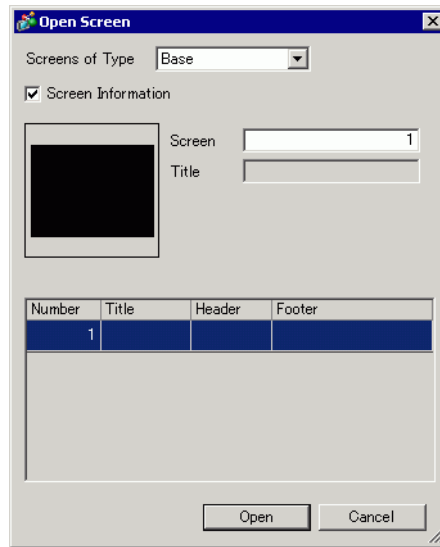 Open Screen
Screens of Type Base
Screen Information
Screen 1
Title
Number Title Header Footer
1
Open Cancel